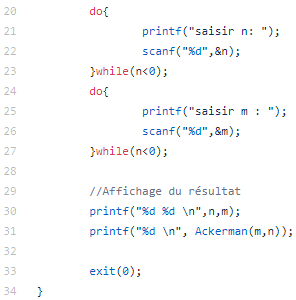 20 do{
21 printf("saisir n: ");
22 scanf("%d",&n);
23 }while(n<0);
24 do{
25 printf("saisir m : ");
26 scanf("%d",&m);
27 }while(n<0);
28
29 //Affichage du résultat
30 printf("%d %d \n",n,m);
31 printf("%d \n", Ackerman(m,n));
32
33 exit(0);
34 }